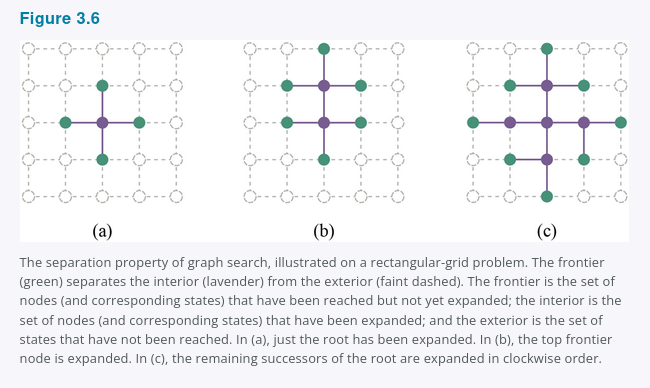 Figure 3.6
(a)
(b)
(c)
The separation property of graph search, illustrated on a rectangular-grid problem. The frontier
(green) separates the interior (lavender) from the exterior (faint dashed). The frontier is the set of
nodes (and corresponding states) that have been reached but not yet expanded; the interior is the
set of nodes (and corresponding states) that have been expanded; and the exterior is the set of
states that have not been reached. In (a), just the root has been expanded. In (b), the top frontier
node is expanded. In (c), the remaining successors of the root are expanded in clockwise order.